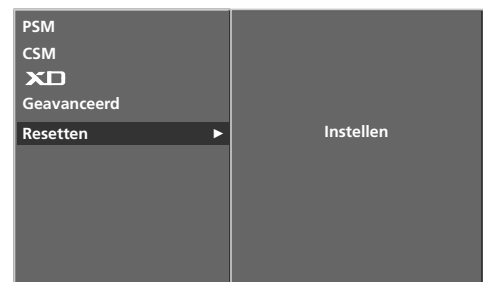 PSM
CSM
XD
Geavanceerd
Resetten ► Instellen